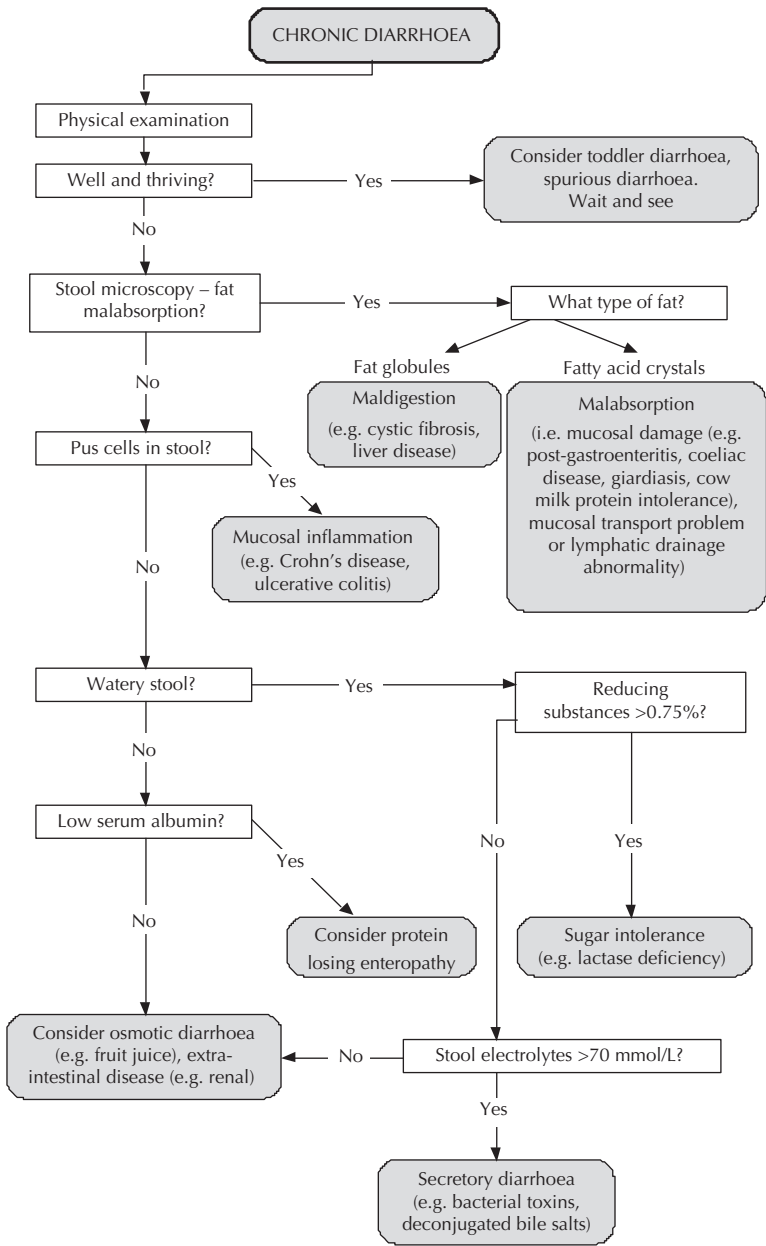 CHRONIC DIARRHOEA
Physical examination
Well and thriving?
Yes
Consider toddler diarrhoea,
spurious diarrhoea.
Wait and see
No
Stool microscopy – fat
malabsorption?
Yes
What type of fat?
Fat globules
Maldigestion
(e.g. cystic fibrosis,
liver disease)
Fatty acid crystals
Malabsorption
(i.e. mucosal damage (e.g.
post-gastroenteritis, coeliac
disease, giardiasis, cow
milk protein intolerance),
mucosal transport problem
or lymphatic drainage
abnormality)
No
Pus cells in stool?
Yes
Mucosal inflammation
(e.g. Crohn's disease,
ulcerative colitis)
No
Watery stool?
Yes
Reducing
substances >0.75%?
No
Low serum albumin?
Yes
Consider protein
losing enteropathy
No
Yes
Sugar intolerance
(e.g. lactase deficiency)
No
Consider osmotic diarrhoea
(e.g. fruit juice), extra-
intestinal disease (e.g. renal)
No
Stool electrolytes >70 mmol/L?
Yes
Secretory diarrhoea
(e.g. bacterial toxins,
deconjugated bile salts)